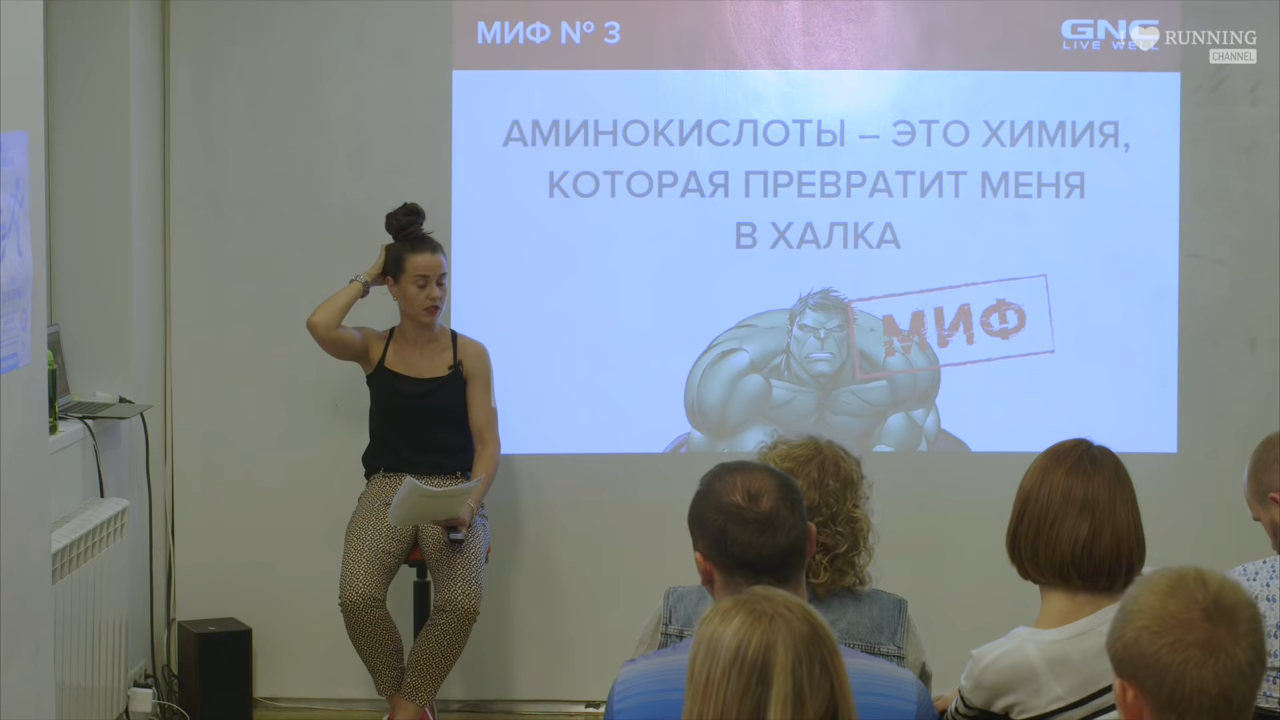 МИФ № 3
GNC
LIVE WELL
I RUNNING
CHANNEL
АМИНОКИСЛОТЫ – ЭТО ХИМИЯ,
КОТОРАЯ ПРЕВРАТИТ МЕНЯ
В ХАЛКА
МИФ